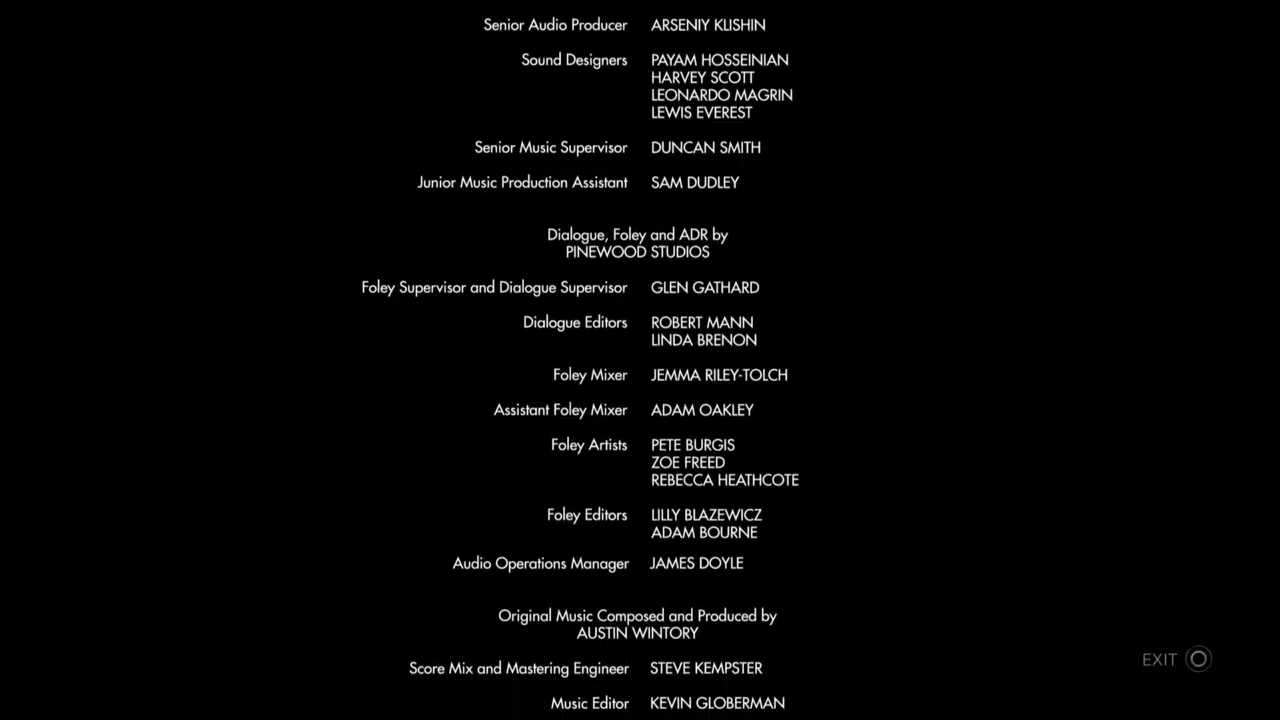 Senior Audio Producer ARSENIY KLISHIN
Sound Designers PAYAM HOSSEINIAN
HARVEY SCOTT
LEONARDO MAGRIN
LEWIS EVEREST
Senior Music Supervisor DUNCAN SMITH
Junior Music Production Assistant SAM DUDLEY
Dialogue, Foley and ADR by
PINEWOOD STUDIOS
Foley Supervisor and Dialogue Supervisor GLEN GATHARD
Dialogue Editors ROBERT MANN
LINDA BRENON
Foley Mixer JEMMA RILEY-TOLCH
Assistant Foley Mixer ADAM OAKLEY
Foley Artists PETE BURGIS
ZOE FREED
REBECCA HEATHCOTE
Foley Editors LILLY BLAZEWICZ
ADAM BOURNE
Audio Operations Manager JAMES DOYLE
Original Music Composed and Produced by
AUSTIN WINTORY
Score Mix and Mastering Engineer STEVE KEMPSTER
Music Editor KEVIN GLOBERMAN
EXIT